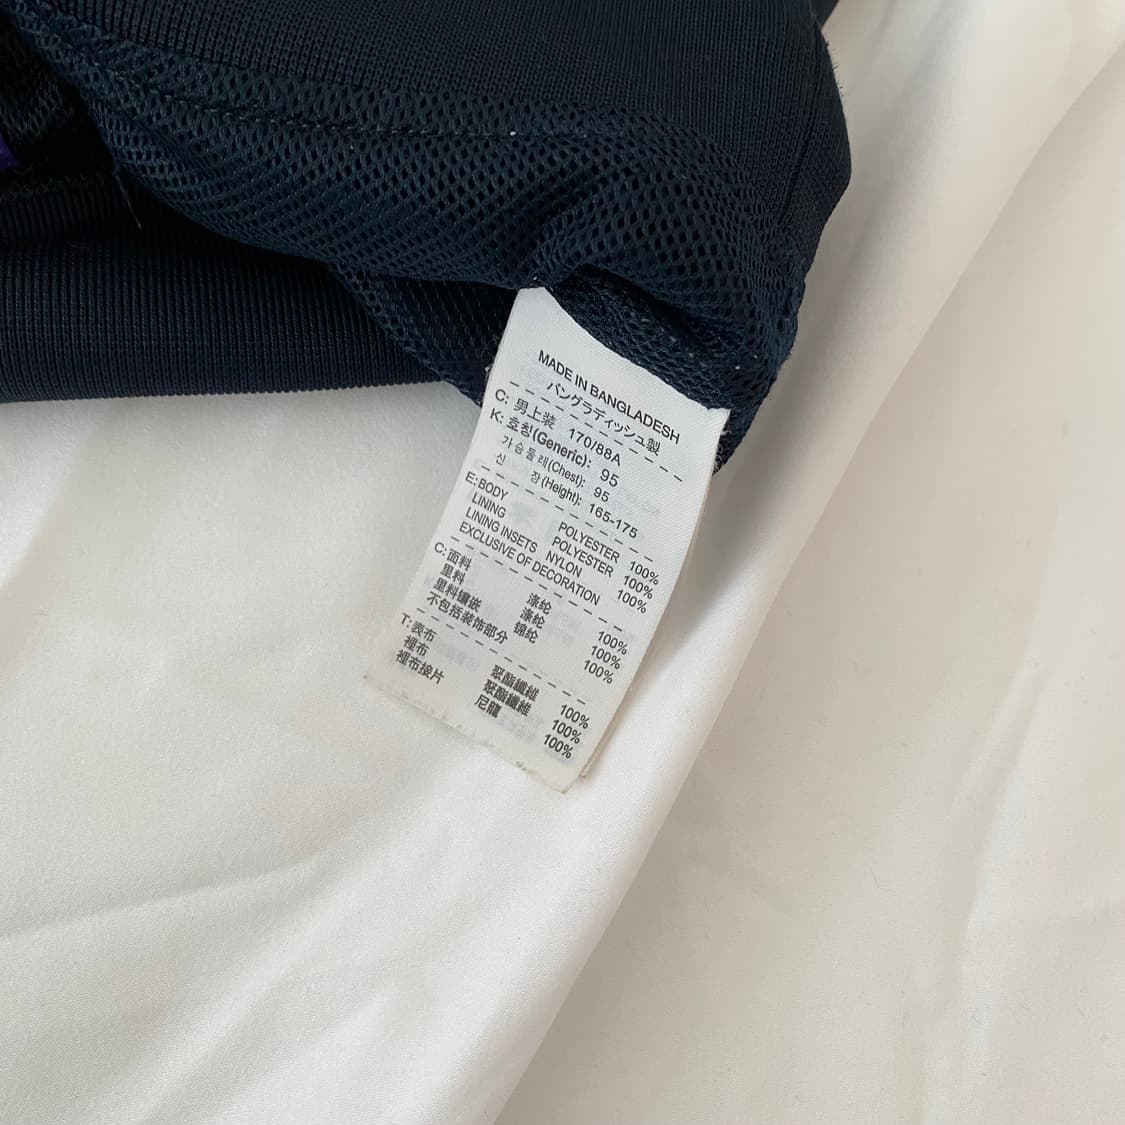 MADE IN BANGLADESH
バングラディッシュ製
C: 男上装 170/88A
K: 호칭(Generic): 95
가슴둘레(Chest): 95
신 장(Height): 165-175
E: BODY POLYESTER 100%
LINING POLYESTER 100%
LINING INSETS NYLON 100%
EXCLUSIVE OF DECORATION
C: 面料 涤纶 100%
里料 涤纶 100%
里料镶嵌 锦纶 100%
不包括装饰部分
T: 表布 聚酯纖維 100%
裡布 聚酯纖維 100%
裡布接片 尼龍 100%